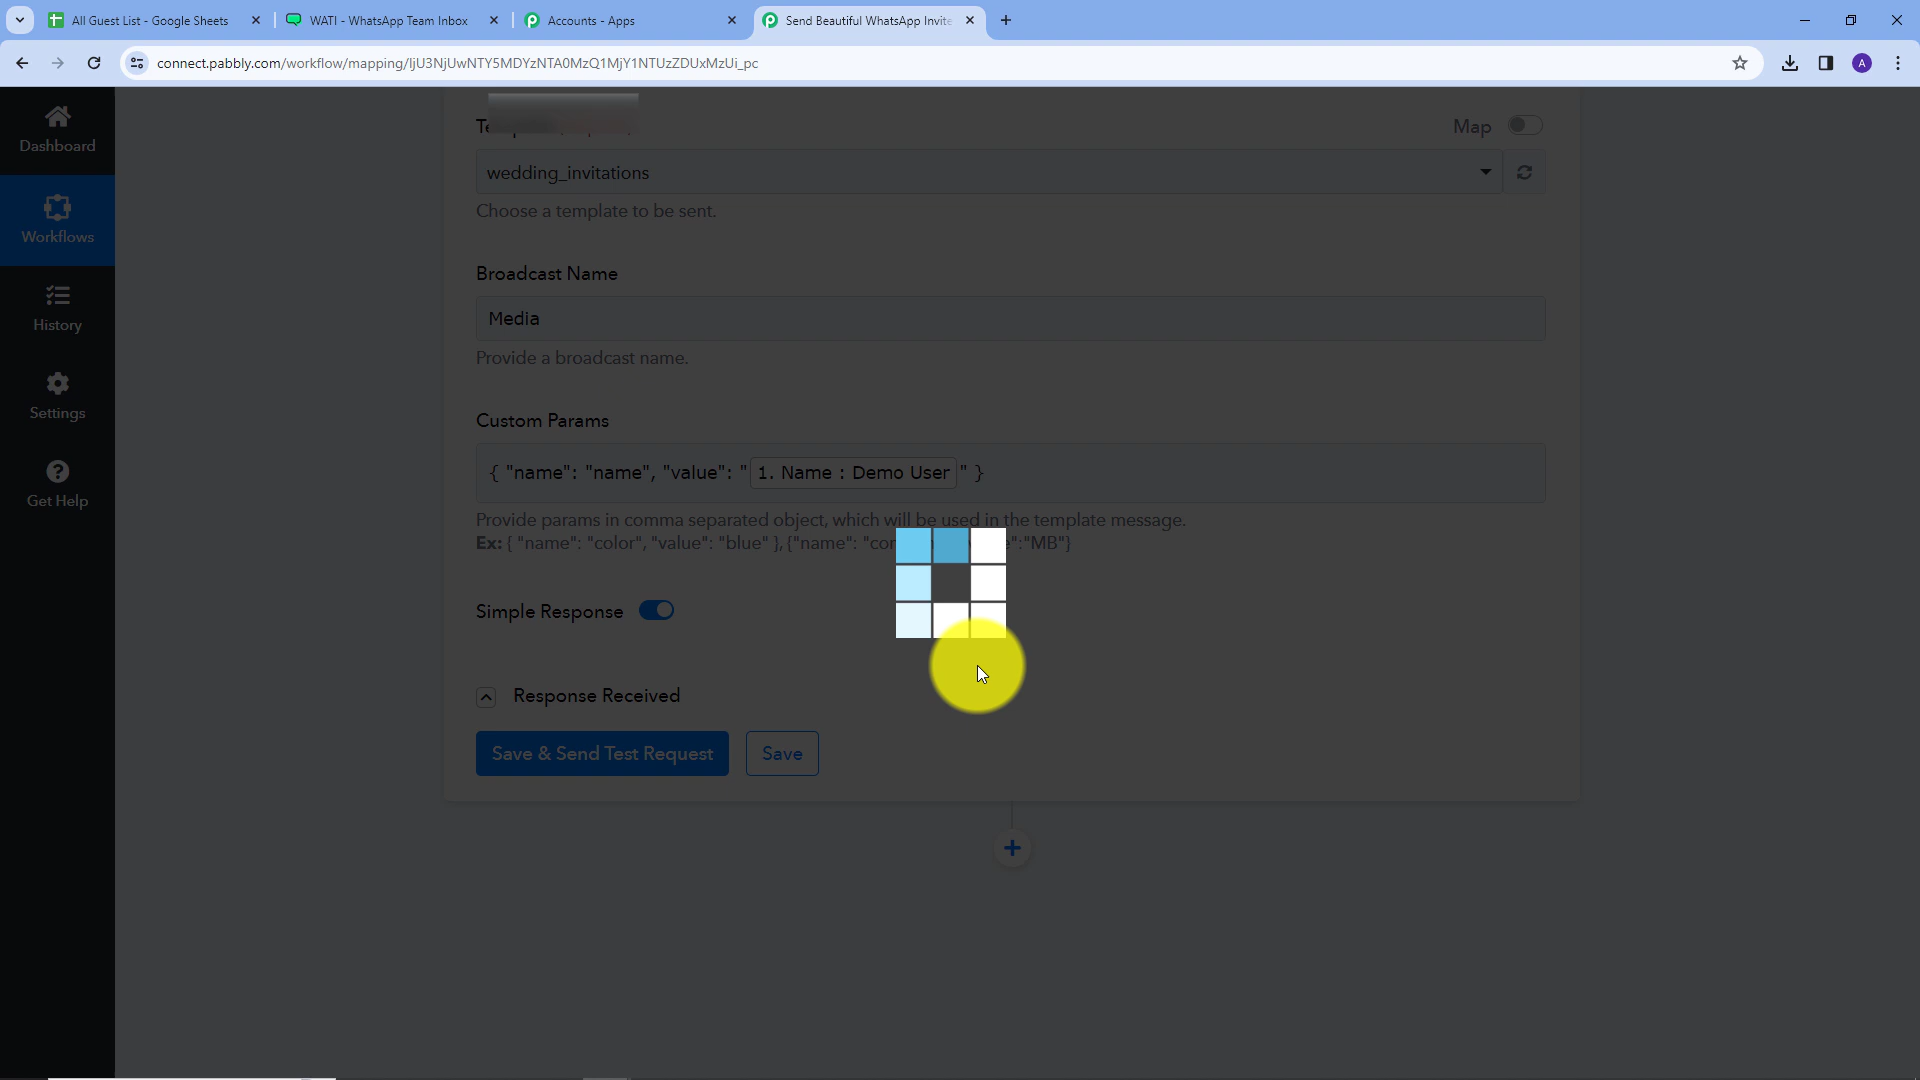 All Guest List - Google Sheets
WATI - WhatsApp Team Inbox
Accounts - Apps
Send Beautiful WhatsApp Invite
connect.pabbly.com/workflow/mapping/IjU3NjUwNTY5MDYzNTA0MzQ1MjY1NTUzZDUxMzUi_pc
A
Dashboard
Workflows
History
Settings
Get Help
Map
wedding_invitations
Choose a template to be sent.
Broadcast Name
Media
Provide a broadcast name.
Custom Params
{ "name": "name", "value": " 1. Name : Demo User " }
Provide params in comma separated object, which will be used in the template message.
Ex: { "name": "color", "value": "blue" }, {"name": ":"MB"}
Simple Response
Response Received
Save & Send Test Request
Save